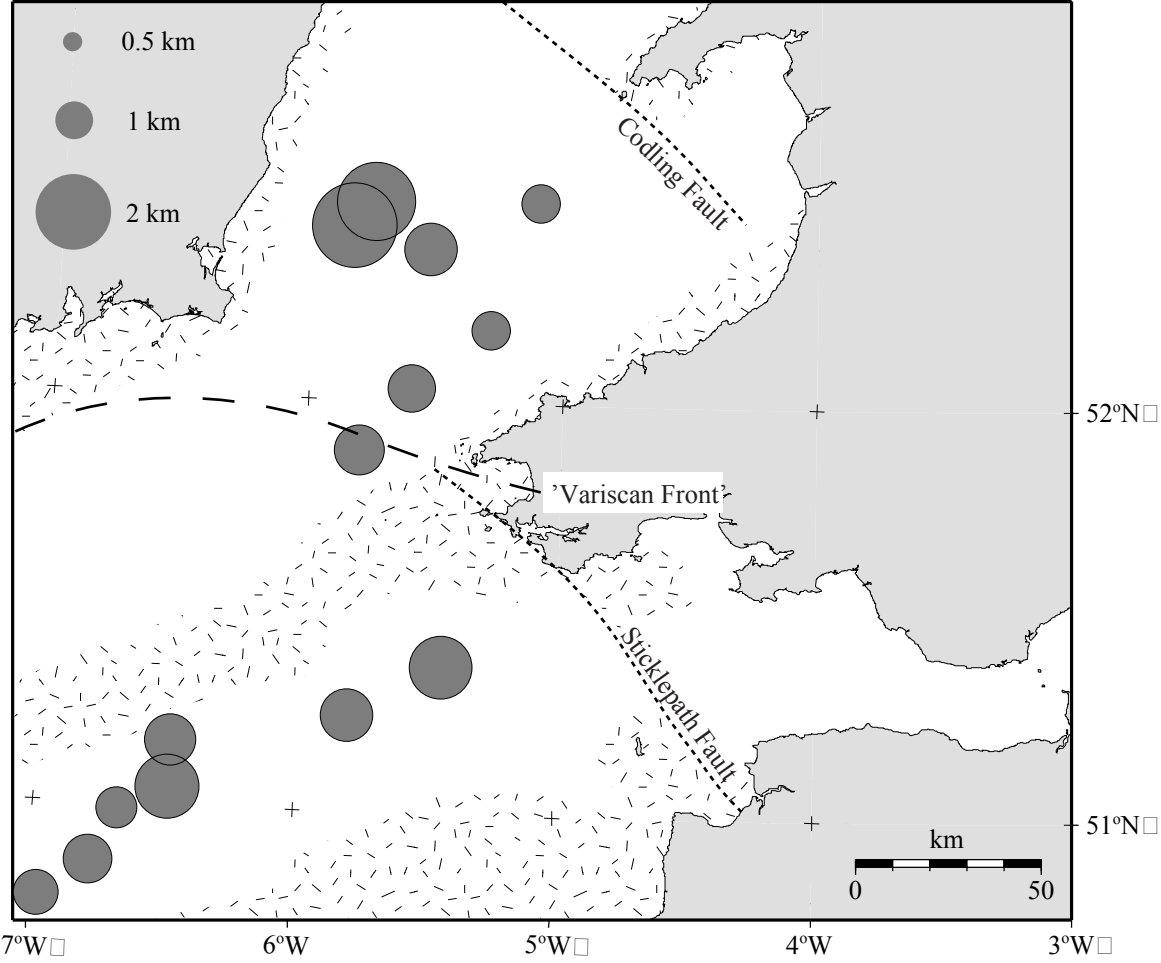 0.5 km
1 km
2 km
Codling Fault
52ºN
’Variscan Front’
Sticklepath Fault
51ºN
km
0 50
7ºW 6ºW 5ºW 4ºW 3ºW